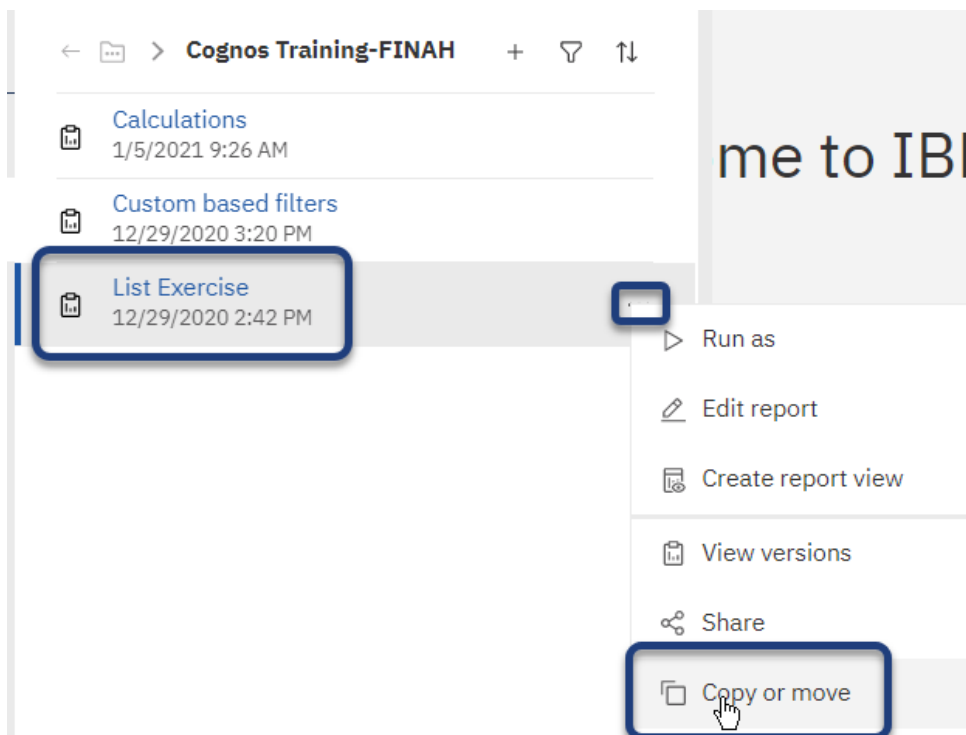 Cognos Training-FINAH
Calculations
1/5/2021 9:26 AM
me to IB
Custom based filters
12/29/2020 3:20 PM
List Exercise
12/29/2020 2:42 PM
Run as
Edit report
Create report view
View versions
Share
Copy or move